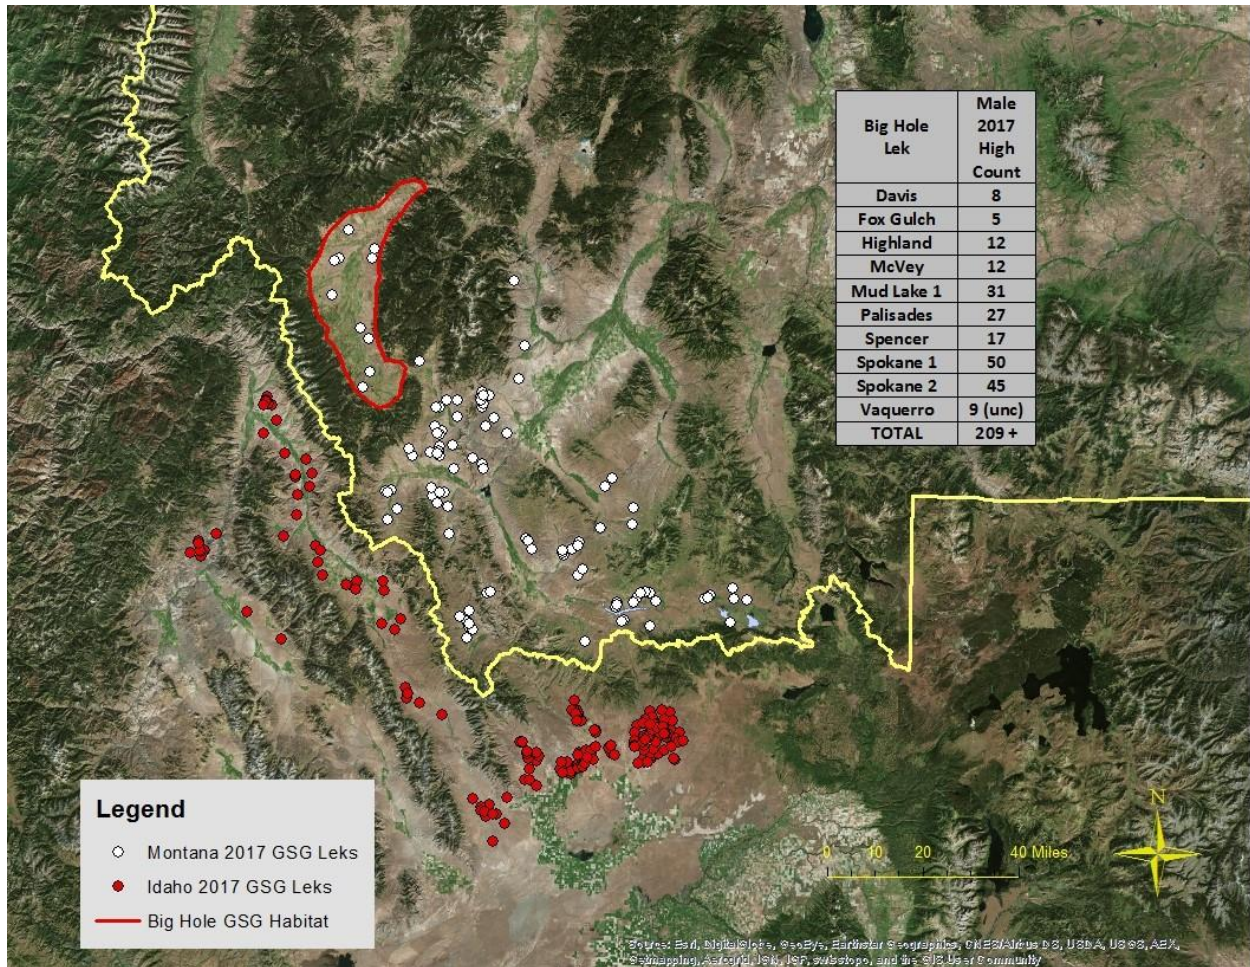 Big Hole Lek Male 2017 High Count
Davis 8
Fox Gulch 5
Highland 12
McVey 12
Mud Lake 1 31
Palisades 27
Spencer 17
Spokane 1 50
Spokane 2 45
Vaquerro 9 (unc)
TOTAL 209 +
Legend
Montana 2017 GSG Leks
Idaho 2017 GSG Leks
Big Hole GSG Habitat
N
0 10 20 40 Miles
Source: Esri, DigitalGlobe, GeoEye, Earthstar Geographics, CNES/Airbus DS, USDA, USGS, AEX,
Getmapping, Aerogrid, IGN, IGP, swisstopo, and the GIS User Community